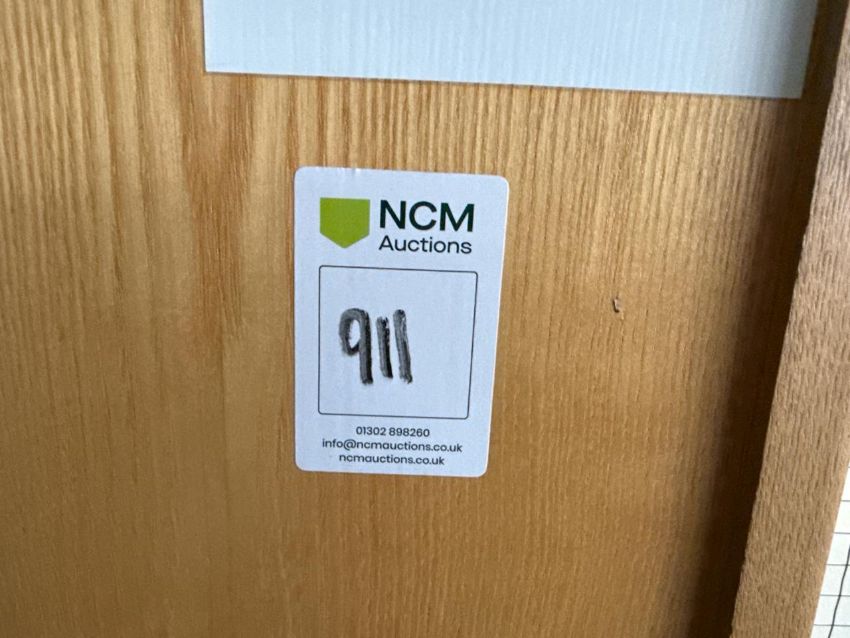 NCM
Auctions
911
01302 898260
info@ncmauctions.co.uk
ncmauctions.co.uk